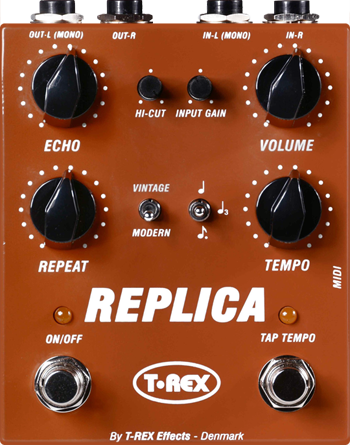 OUT-L (MONO) OUT-R IN-L (MONO) IN-R
HI-CUT INPUT GAIN
ECHO VOLUME
VINTAGE
3
MODERN
REPEAT TEMPO
MIDI
REPLICA
ON/OFF TAP TEMPO
T-REX
By T-REX Effects - Denmark